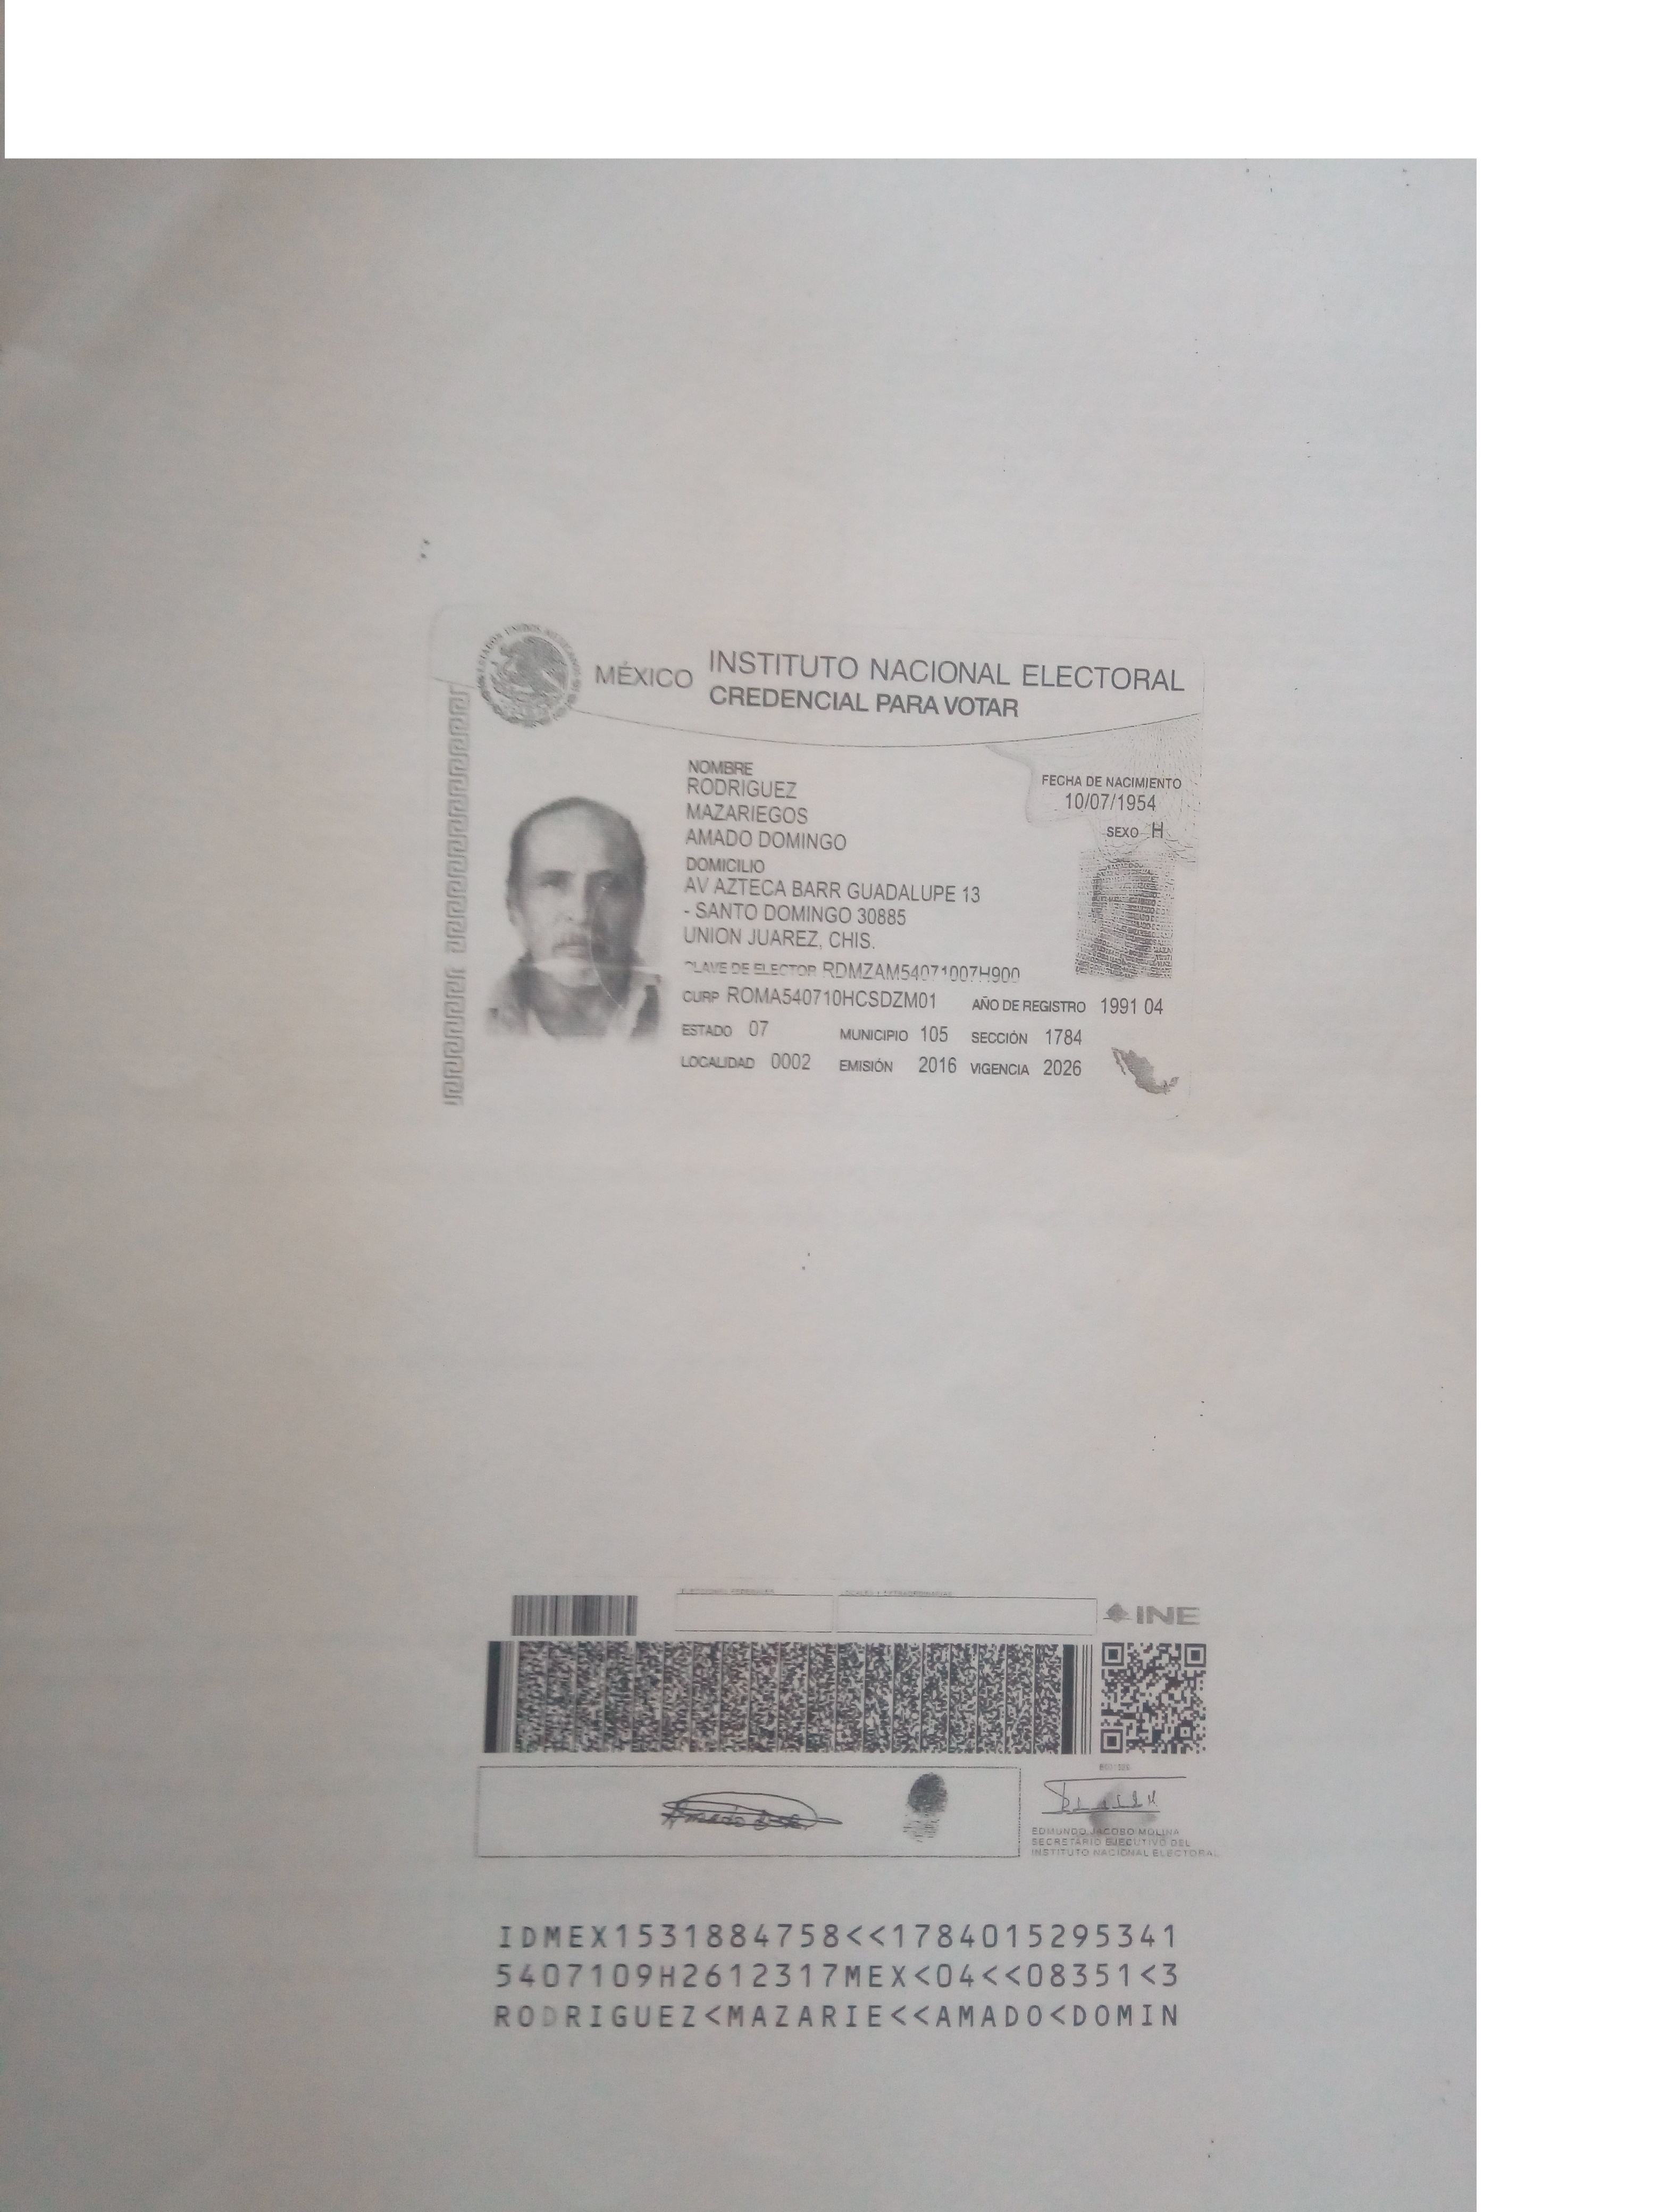 ESTADOS UNIDOS MEXICANOS
MÉXICO
INSTITUTO NACIONAL ELECTORAL
CREDENCIAL PARA VOTAR
NOMBRE
RODRIGUEZ
MAZARIEGOS
AMADO DOMINGO
FECHA DE NACIMIENTO
10/07/1954
SEXO H
DOMICILIO
AV AZTECA BARR GUADALUPE 13
- SANTO DOMINGO 30885
UNION JUAREZ, CHIS.
CLAVE DE ELECTOR RDMZAM54071007H900
CURP ROMA540710HCSDZM01 AÑO DE REGISTRO 1991 04
ESTADO 07 MUNICIPIO 105 SECCIÓN 1784
LOCALIDAD 0002 EMISIÓN 2016 VIGENCIA 2026
INE
EDMUNDO JACOBO MOLINA
SECRETARIO EJECUTIVO DEL
INSTITUTO NACIONAL ELECTORAL
IDMEX1531884758<<1784015295341
5407109H2612317MEX<04<<08351<3
RODRIGUEZ<MAZARIE<<AMADO<DOMIN